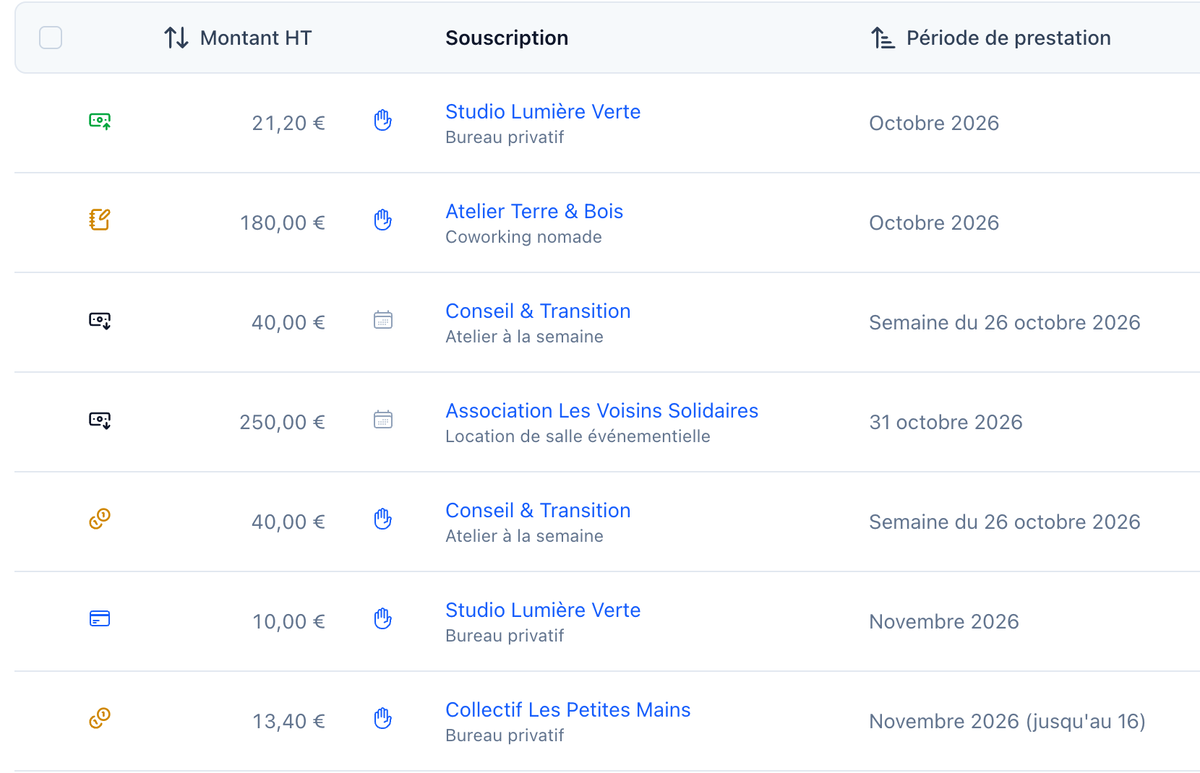 Montant HT Souscription Période de prestation
21,20 € Studio Lumière Verte Octobre 2026
Bureau privatif
180,00 € Atelier Terre & Bois Octobre 2026
Coworking nomade
40,00 € Conseil & Transition Semaine du 26 octobre 2026
Atelier à la semaine
250,00 € Association Les Voisins Solidaires 31 octobre 2026
Location de salle événementielle
40,00 € Conseil & Transition Semaine du 26 octobre 2026
Atelier à la semaine
10,00 € Studio Lumière Verte Novembre 2026
Bureau privatif
13,40 € Collectif Les Petites Mains Novembre 2026 (jusqu'au 16)
Bureau privatif